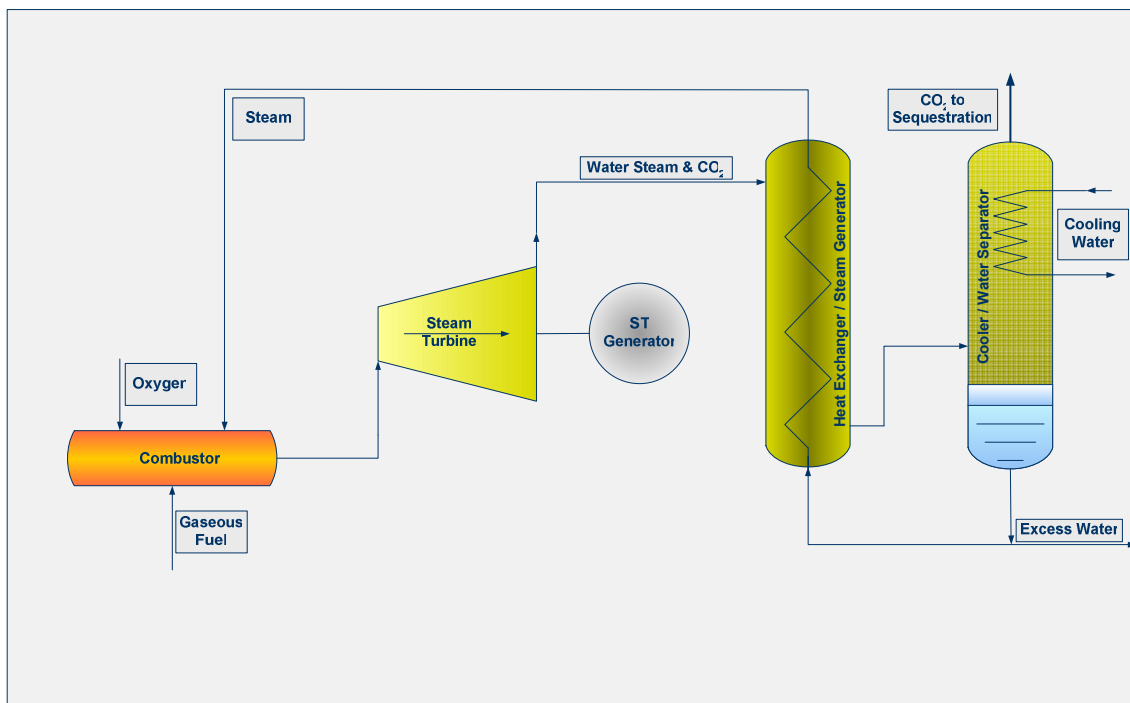 CO₂ to
Sequestration
Steam
Water Steam & CO₂
Cooling
Water
Heat Exchanger / Steam Generator
Cooler / Water Separator
Steam
Turbine
ST
Generator
Oxyger
Combustor
Gaseous
Fuel
Excess Water